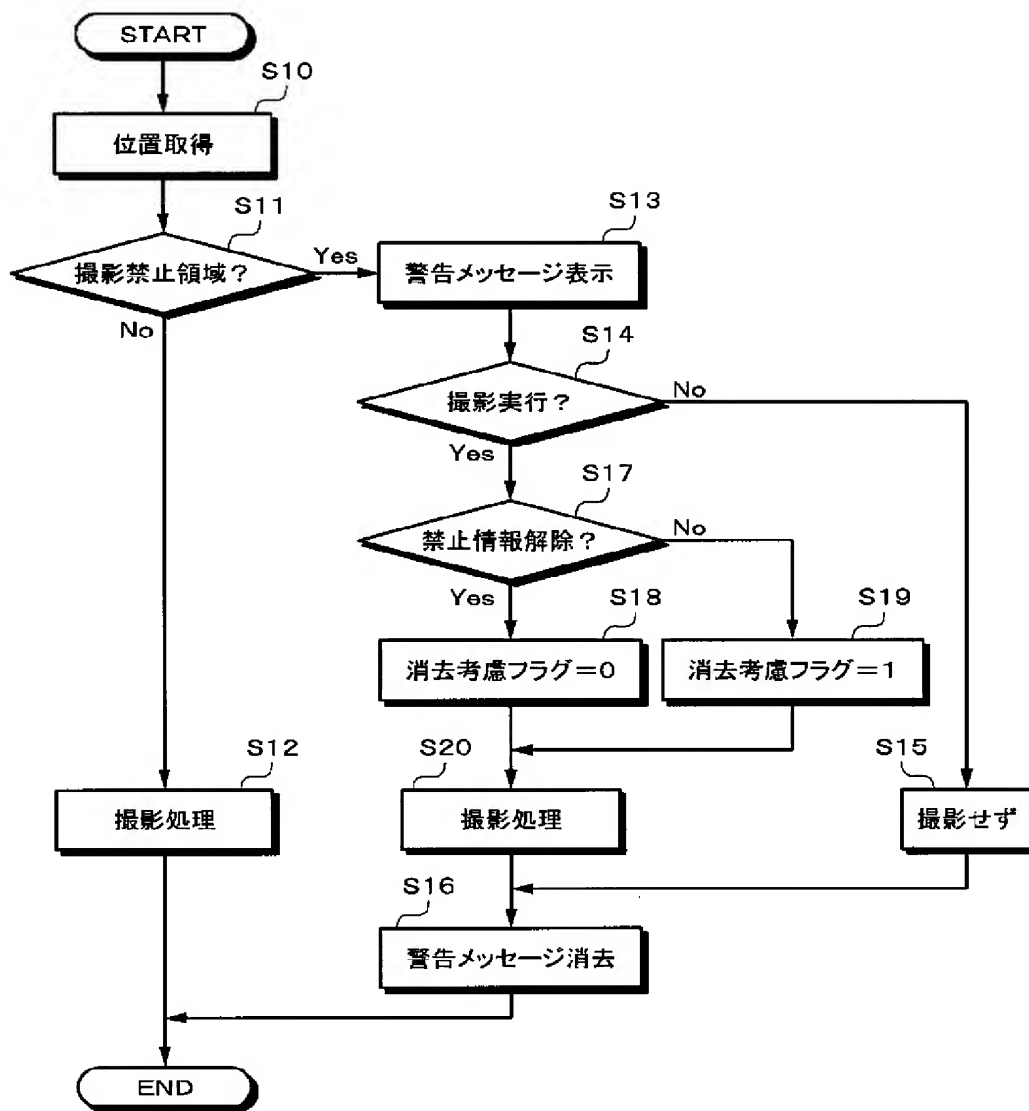 START
S10
位置取得
S11
撮影禁止領域?
Yes
No
S13
警告メッセージ表示
S14
撮影実行?
No
Yes
S17
禁止情報解除?
No
Yes
S18
消去考慮フラグ=0
S19
消去考慮フラグ=1
S12
撮影処理
S20
撮影処理
S15
撮影せず
S16
警告メッセージ消去
END